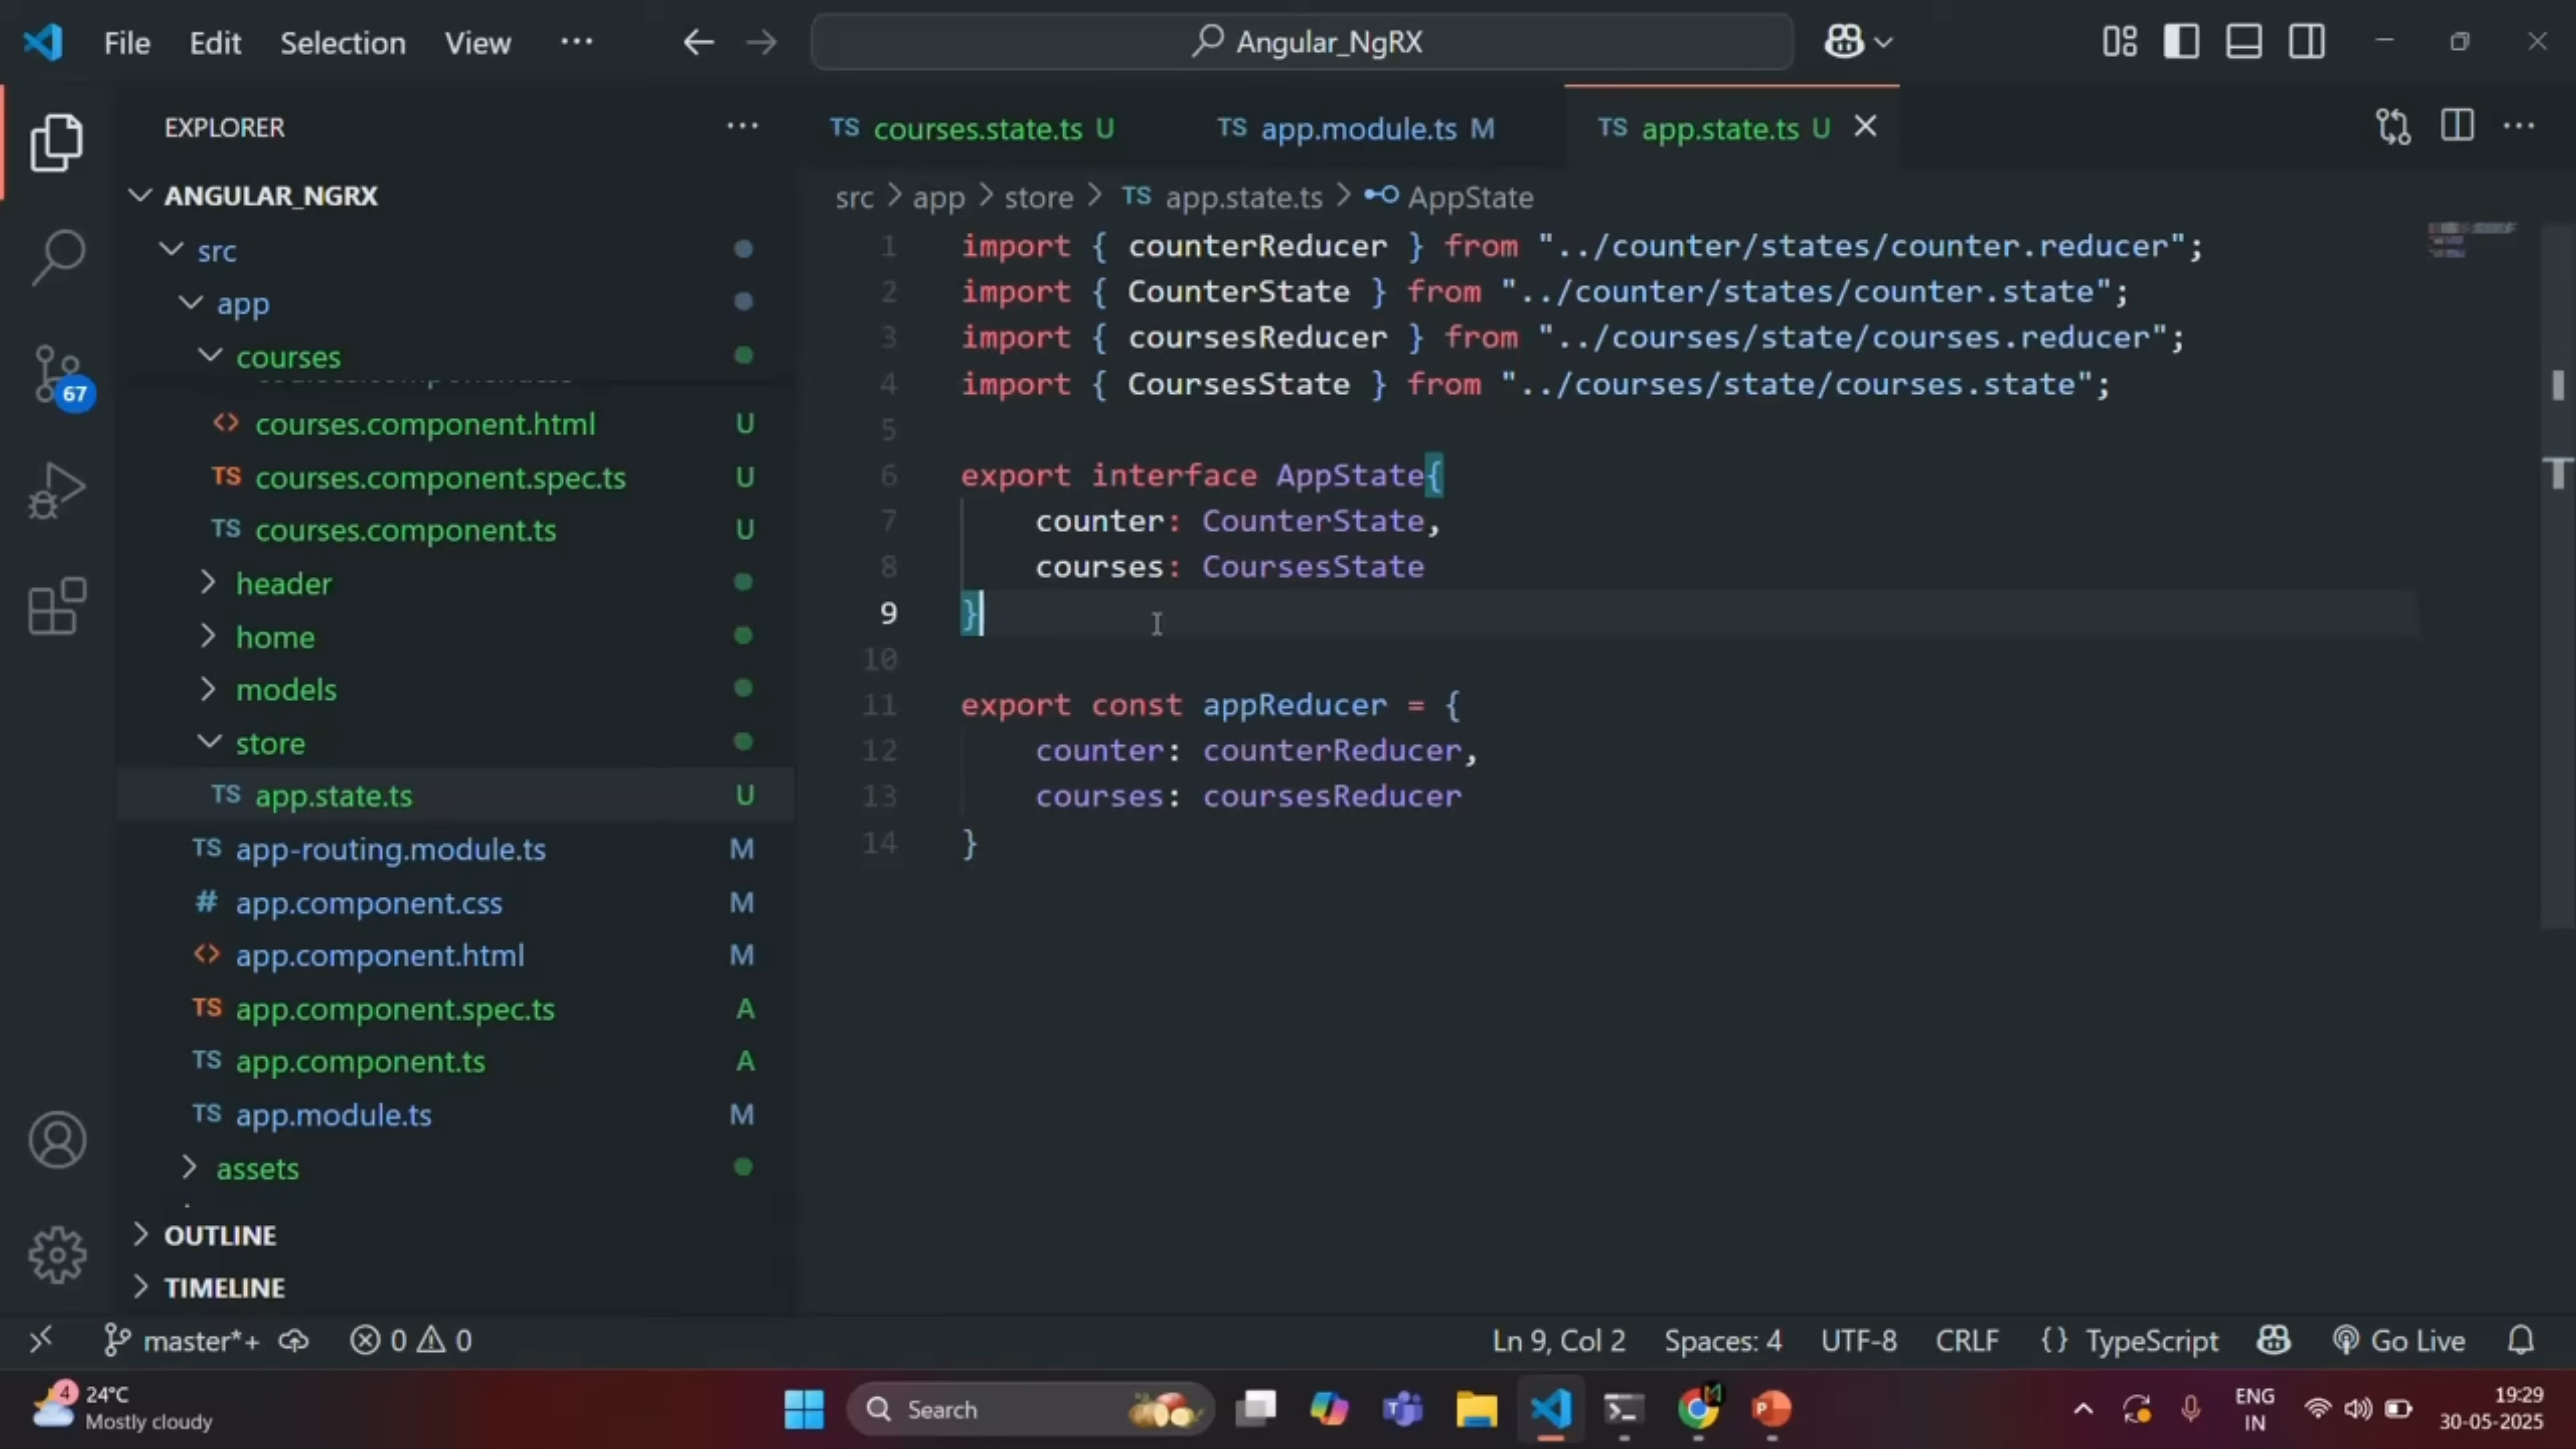 File Edit Selection View ··· Angular_NgRX
EXPLORER ···
ANGULAR_NGRX
src
app
courses
<> courses.component.html U
TS courses.component.spec.ts U
TS courses.component.ts U
header
home
models
store
TS app.state.ts U
TS app-routing.module.ts M
# app.component.css M
<> app.component.html M
TS app.component.spec.ts A
TS app.component.ts A
TS app.module.ts M
assets
OUTLINE
TIMELINE
67
TS courses.state.ts U TS app.module.ts M TS app.state.ts U
src > app > store > TS app.state.ts > AppState
1 import { counterReducer } from "../counter/states/counter.reducer";
2 import { CounterState } from "../counter/states/counter.state";
3 import { coursesReducer } from "../courses/state/courses.reducer";
4 import { CoursesState } from "../courses/state/courses.state";
5
6 export interface AppState{
7 counter: CounterState,
8 courses: CoursesState
9 }
10
11 export const appReducer = {
12 counter: counterReducer,
13 courses: coursesReducer
14 }
master*+ 0 0 Ln 9, Col 2 Spaces: 4 UTF-8 CRLF {} TypeScript Go Live
4 24°C
Mostly cloudy
Search
ENG
IN
19:29
30-05-2025